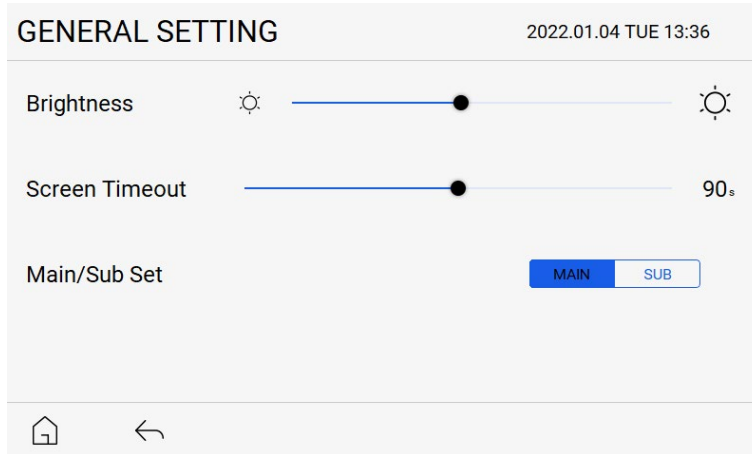 GENERAL SETTING 2022.01.04 TUE 13:36
Brightness
Screen Timeout 90s
Main/Sub Set MAIN SUB